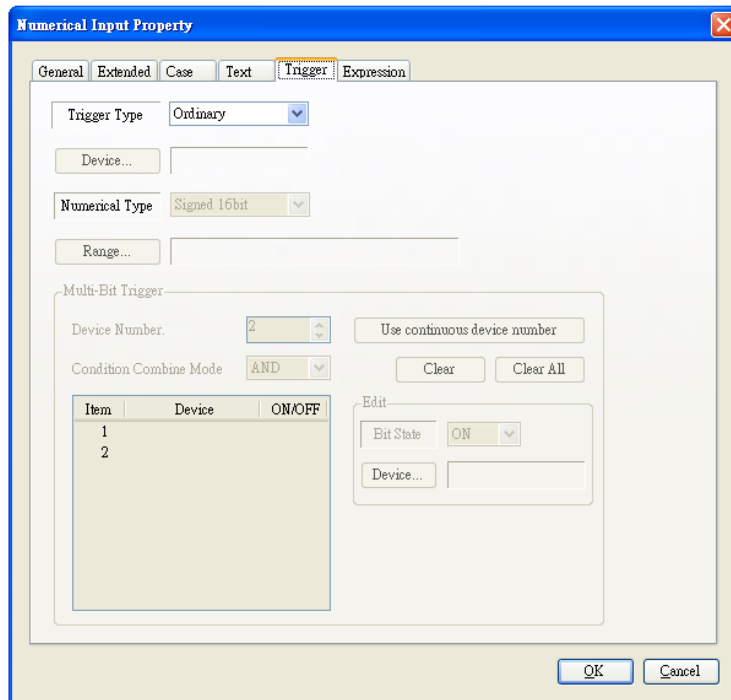 Numerical Input Property
General Extended Case Text Trigger Expression
Trigger Type Ordinary
Device...
Numerical Type Signed 16bit
Range...
Multi-Bit Trigger
Device Number. 2 Use continuous device number
Condition Combine Mode AND Clear Clear All
Item Device ON/OFF
1
2
Edit
Bit State ON
Device...
OK Cancel